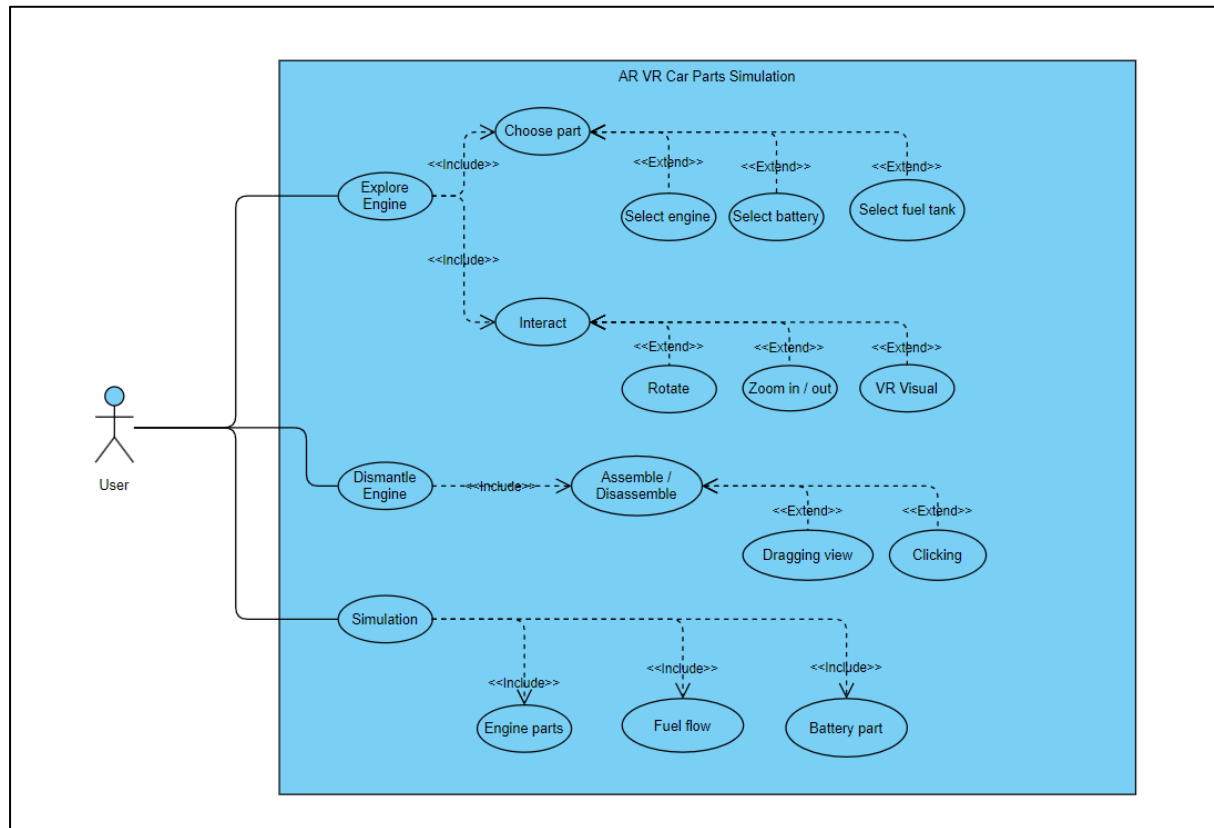 AR VR Car Parts Simulation
Choose part
<<Include>>
<<Extend>>
<<Extend>>
<<Extend>>
Explore
Engine
Select engine
Select battery
Select fuel tank
<<Include>>
Interact
<<Extend>>
<<Extend>>
<<Extend>>
Rotate
Zoom in / out
VR Visual
User
Dismantle
Engine
<<Include>>
Assemble /
Disassemble
<<Extend>>
<<Extend>>
Dragging view
Clicking
Simulation
<<Include>>
<<Include>>
<<Include>>
Engine parts
Fuel flow
Battery part